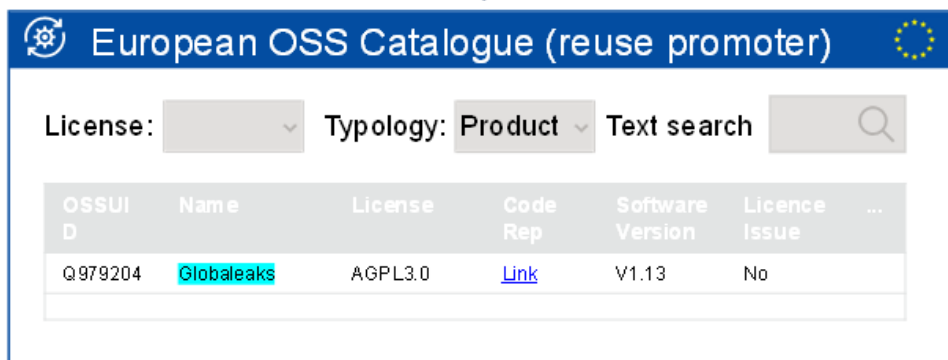 European OSS Catalogue (reuse promoter)
License: Typology: Product Text search
OSSUI Name License Code Software Licence ...
D Rep Version Issue
Q979204 Globaleaks AGPL3.0 Link V1.13 No